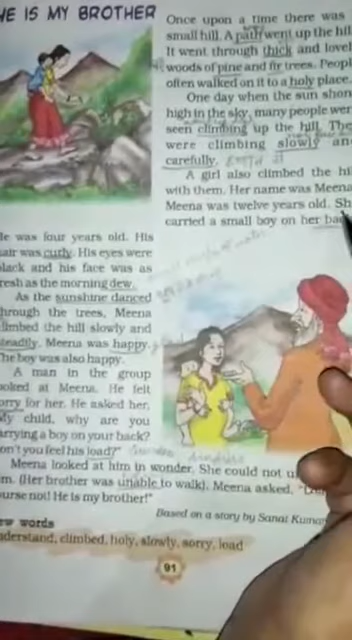 HE IS MY BROTHER
Once upon a time there was
small hill. A path went up the hill
It went through thick and lovel
woods of pine and fir trees. Peopl
often walked on it to a holy place.
One day when the sun shon
high in the sky, many people wer
seen climbing up the hill. The
were climbing slowly an
carefully.
A girl also climbed the hi
with them. Her name was Meena
Meena was twelve years old. Sh
carried a small boy on her ba
He was four years old. His
hair was curly. His eyes were
black and his face was as
fresh as the morning dew.
As the sunshine danced
through the trees, Meena
climbed the hill slowly and
steadily. Meena was happy.
The boy was also happy.
A man in the group
looked at Meena. He felt
sorry for her. He asked her,
My child, why are you
carrying a boy on your back?
Don't you feel his load?"
Meena looked at him in wonder. She could not u
m. (Her brother was unable to walk). Meena asked,
ourse not! He is my brother!"
Based on a story by Sanat Kumar
new words
understand, climbed, holy, slowly, sorry, load
91